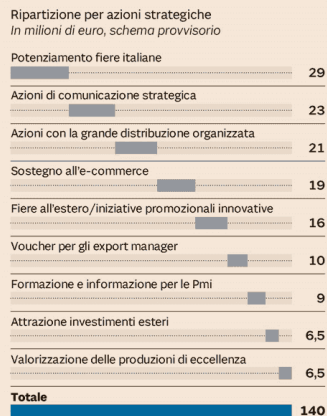 Ripartizione per azioni strategiche
In milioni di euro, schema provvisorio
Potenziamento fiere italiane
29
Azioni di comunicazione strategica
23
Azioni con la grande distribuzione organizzata
21
Sostegno all'e-commerce
19
Fiere all'estero/iniziative promozionali innovative
16
Voucher per gli export manager
10
Formazione e informazione per le Pmi
9
Attrazione investimenti esteri
6,5
Valorizzazione delle produzioni di eccellenza
6,5
Totale
140